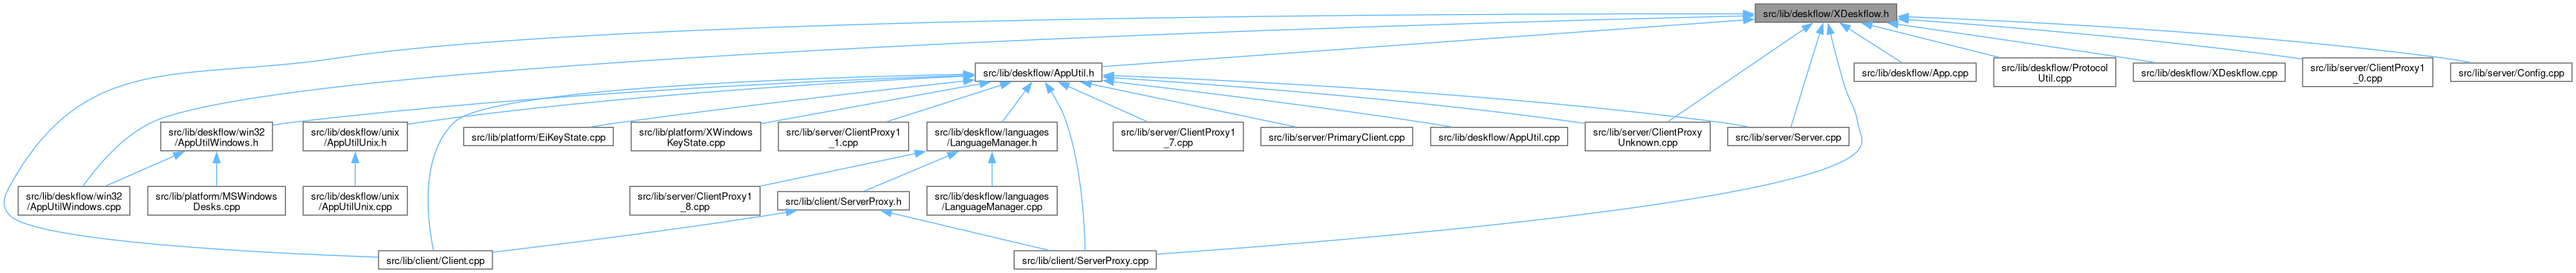 src/lib/deskflow/XDeskflow.h
src/lib/deskflow/AppUtil.h
src/lib/deskflow/App.cpp
src/lib/deskflow/Protocol
Util.cpp
src/lib/deskflow/XDeskflow.cpp
src/lib/server/ClientProxy1
_0.cpp
src/lib/server/Config.cpp
src/lib/deskflow/win32
/AppUtilWindows.h
src/lib/deskflow/unix
/AppUtilUnix.h
src/lib/platform/EiKeyState.cpp
src/lib/platform/XWindows
KeyState.cpp
src/lib/server/ClientProxy1
_1.cpp
src/lib/deskflow/languages
/LanguageManager.h
src/lib/server/ClientProxy1
_7.cpp
src/lib/server/PrimaryClient.cpp
src/lib/deskflow/AppUtil.cpp
src/lib/server/ClientProxy
Unknown.cpp
src/lib/server/Server.cpp
src/lib/deskflow/win32
/AppUtilWindows.cpp
src/lib/platform/MSWindows
Desks.cpp
src/lib/deskflow/unix
/AppUtilUnix.cpp
src/lib/server/ClientProxy1
_8.cpp
src/lib/client/ServerProxy.h
src/lib/deskflow/languages
/LanguageManager.cpp
src/lib/client/Client.cpp
src/lib/client/ServerProxy.cpp